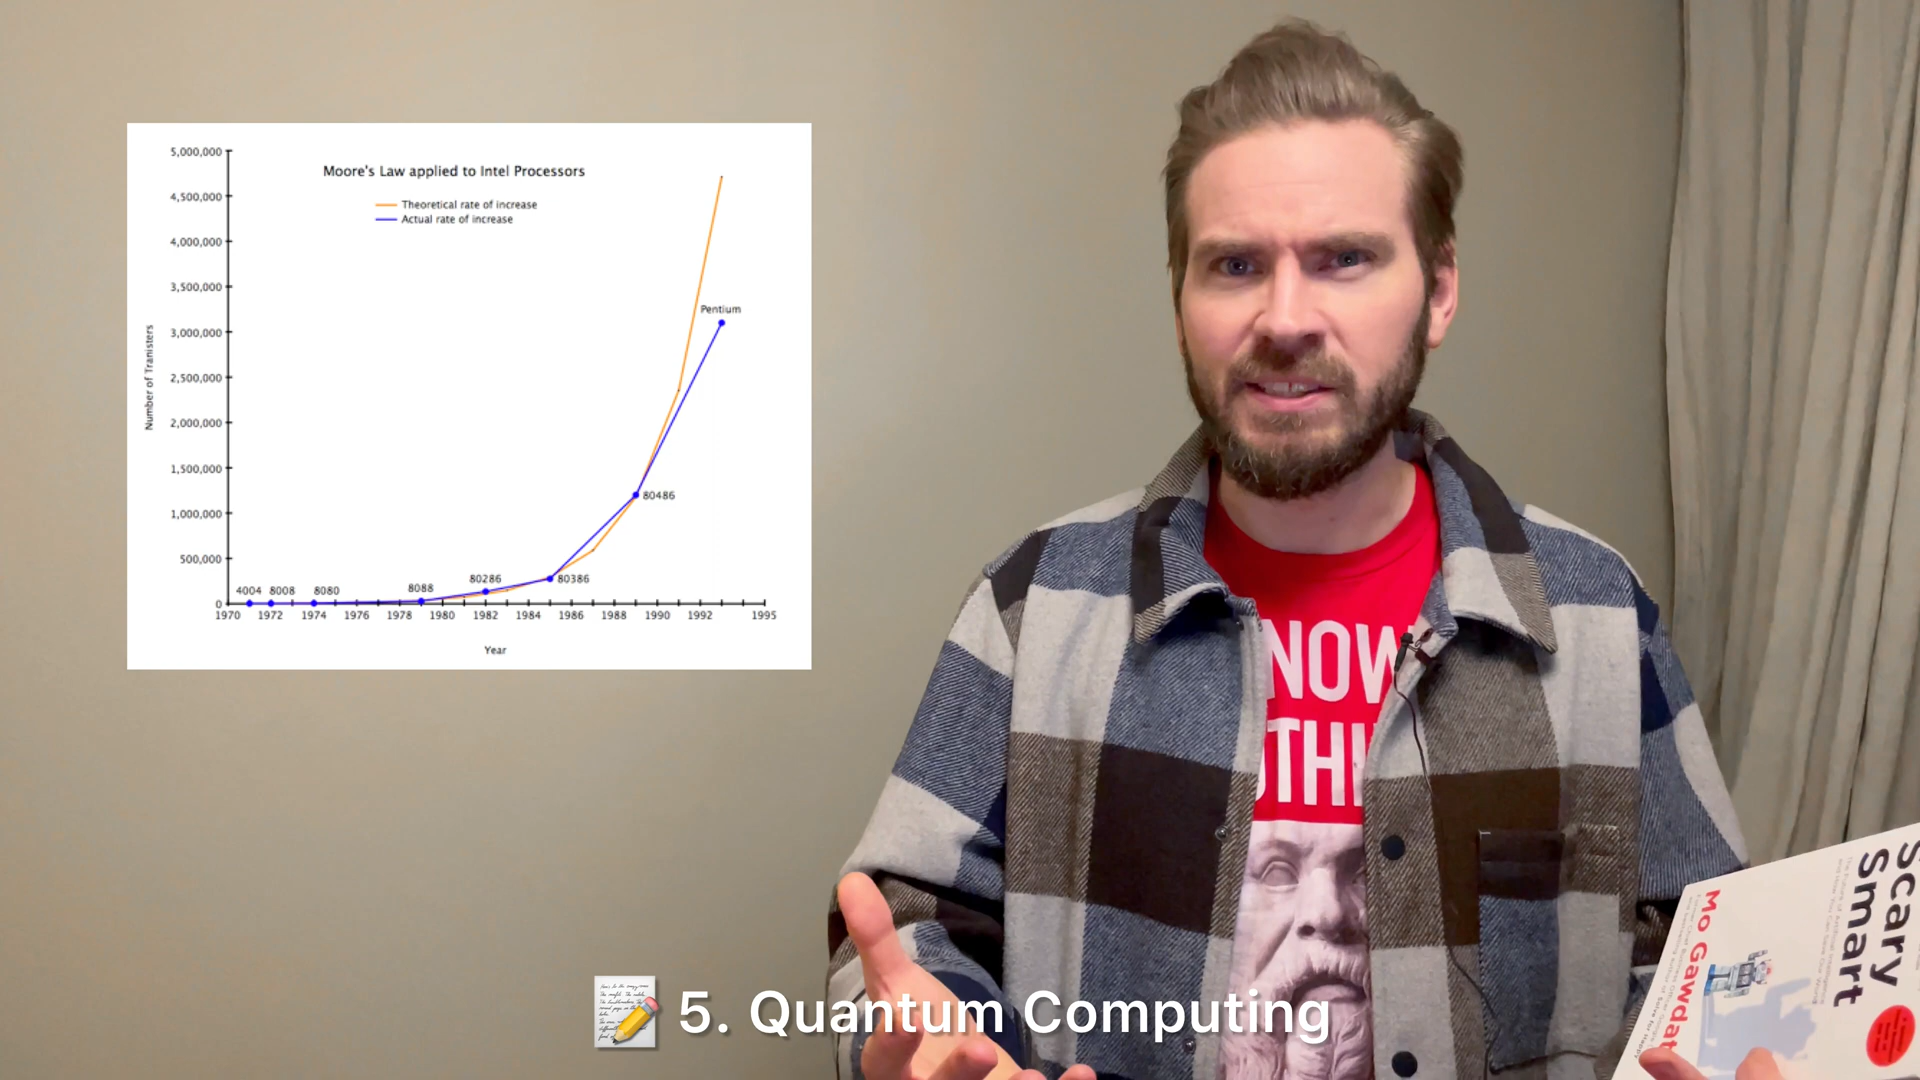 Moore's Law applied to Intel Processors
Theoretical rate of increase
Actual rate of increase
5,000,000
4,500,000
4,000,000
3,500,000
3,000,000
2,500,000
2,000,000
1,500,000
1,000,000
500,000
0
Number of Tranisters
Pentium
80486
80386
80286
8088
4004 8008 8080
1970 1972 1974 1976 1978 1980 1982 1984 1986 1988 1990 1992 1995
Year
NOW
THI
Scary
Smart
Mo Gawdat
5. Quantum Computing